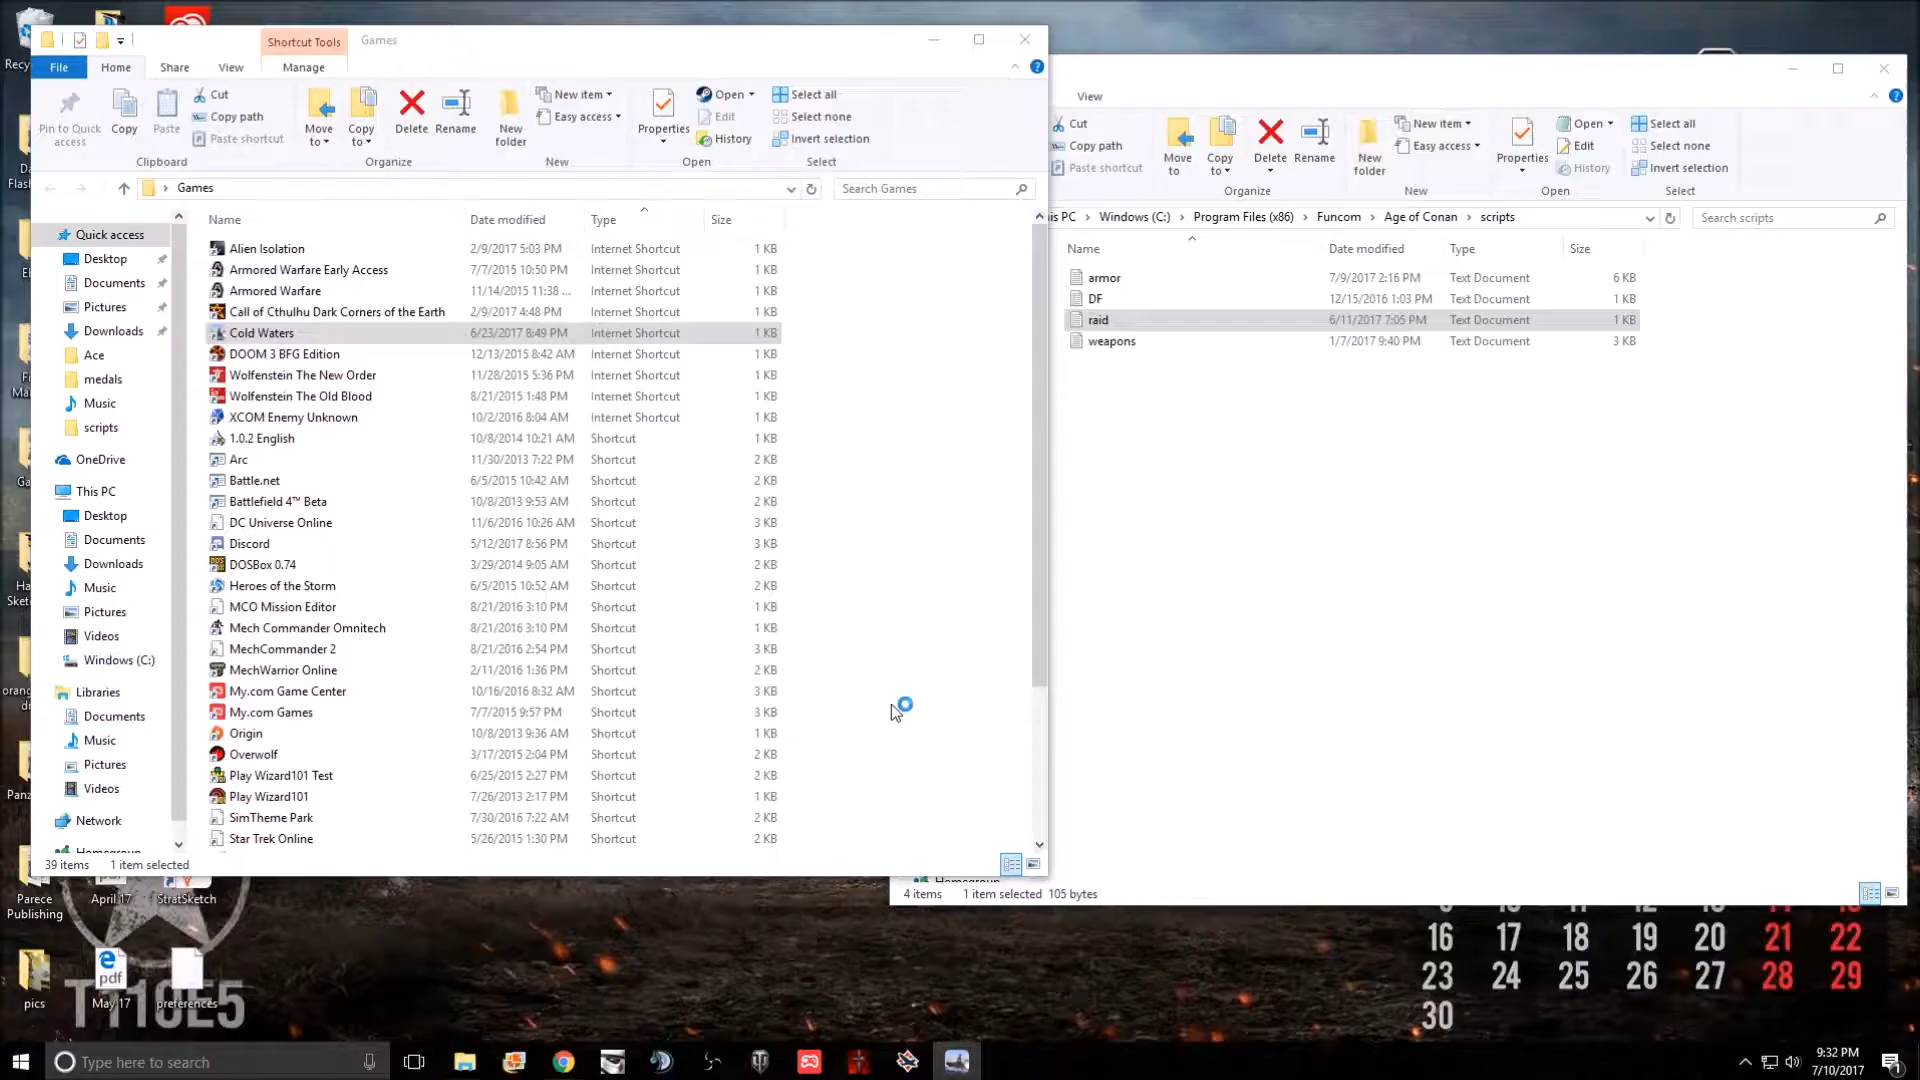 Shortcut Tools
Games
File
Home
Share
View
Manage
Pin to Quick access
Copy
Paste
Cut
Copy path
Paste shortcut
Clipboard
Move to
Copy to
Delete
Rename
Organize
New folder
New item
Easy access
New
Properties
Open
Edit
History
Open
Select all
Select none
Invert selection
Select
Games
Search Games
Name Date modified Type Size
Quick access
Desktop
Documents
Pictures
Downloads
Ace
medals
Music
scripts
OneDrive
This PC
Desktop
Documents
Downloads
Music
Pictures
Videos
Windows (C:)
Libraries
Documents
Music
Pictures
Videos
Network
Homegroup
Alien Isolation 2/9/2017 5:03 PM Internet Shortcut 1 KB
Armored Warfare Early Access 7/7/2015 10:50 PM Internet Shortcut 1 KB
Armored Warfare 11/14/2015 11:38 ... Internet Shortcut 1 KB
Call of Cthulhu Dark Corners of the Earth 2/9/2017 4:48 PM Internet Shortcut 1 KB
Cold Waters 6/23/2017 8:49 PM Internet Shortcut 1 KB
DOOM 3 BFG Edition 12/13/2015 8:42 AM Internet Shortcut 1 KB
Wolfenstein The New Order 11/28/2015 5:36 PM Internet Shortcut 1 KB
Wolfenstein The Old Blood 8/21/2015 1:48 PM Internet Shortcut 1 KB
XCOM Enemy Unknown 10/2/2016 8:04 AM Internet Shortcut 1 KB
1.0.2 English 10/8/2014 10:21 AM Shortcut 1 KB
Arc 11/30/2013 7:22 PM Shortcut 2 KB
Battle.net 6/5/2015 10:42 AM Shortcut 2 KB
Battlefield 4™ Beta 10/8/2013 9:53 AM Shortcut 2 KB
DC Universe Online 11/6/2016 10:26 AM Shortcut 3 KB
Discord 5/12/2017 8:56 PM Shortcut 3 KB
DOSBox 0.74 3/29/2014 9:05 AM Shortcut 2 KB
Heroes of the Storm 6/5/2015 10:52 AM Shortcut 2 KB
MCO Mission Editor 8/21/2016 3:10 PM Shortcut 1 KB
Mech Commander Omnitech 8/21/2016 3:10 PM Shortcut 1 KB
MechCommander 2 8/21/2016 2:54 PM Shortcut 3 KB
MechWarrior Online 2/11/2016 1:36 PM Shortcut 2 KB
My.com Game Center 10/16/2016 8:32 AM Shortcut 3 KB
My.com Games 7/7/2015 9:57 PM Shortcut 3 KB
Origin 10/8/2013 9:36 AM Shortcut 1 KB
Overwolf 3/17/2015 2:04 PM Shortcut 2 KB
Play Wizard101 Test 6/25/2015 2:27 PM Shortcut 2 KB
Play Wizard101 7/26/2013 2:17 PM Shortcut 1 KB
SimTheme Park 7/30/2016 7:22 AM Shortcut 2 KB
Star Trek Online 5/26/2015 1:30 PM Shortcut 2 KB
39 items 1 item selected
View
Cut
Copy path
Paste shortcut
Move to
Copy to
Delete
Rename
Organize
New folder
New item
Easy access
New
Properties
Open
Edit
History
Open
Select all
Select none
Invert selection
Select
is PC Windows (C:) Program Files (x86) Funcom Age of Conan scripts
Search scripts
Name Date modified Type Size
armor 7/9/2017 2:16 PM Text Document 6 KB
DF 12/15/2016 1:03 PM Text Document 1 KB
raid 6/11/2017 7:05 PM Text Document 1 KB
weapons 1/7/2017 9:40 PM Text Document 3 KB
Homegroup
4 items 1 item selected 105 bytes
Parece Publishing
April 17
StratSketch
pics
pdf
May 17
preferences
T110E5
16 17 18 19 20 21 22
23 24 25 26 27 28 29
30
Type here to search
9:32 PM
7/10/2017
1